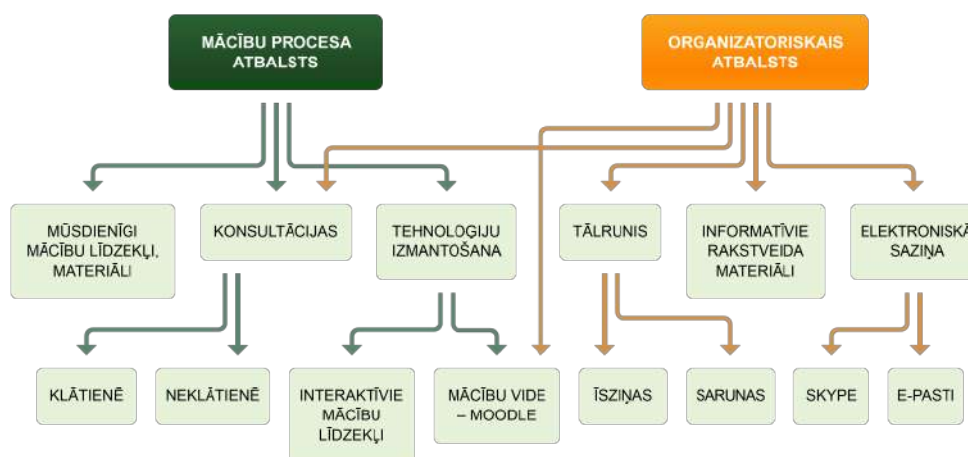 MĀCĪBU PROCESA
ATBALSTS
ORGANIZATORISKAIS
ATBALSTS
MŪSDIENĪGI
MĀCĪBU LĪDZEKĻI,
MATERIĀLI
KONSULTĀCIJAS
TEHNOLOĢIJU
IZMANTOŠANA
TĀLRUNIS
INFORMATĪVIE
RAKSTVEIDA
MATERIĀLI
ELEKTRONISKĀ
SAZIŅA
KLĀTIENĒ
NEKLĀTIENĒ
INTERAKTĪVIE
MĀCĪBU
LĪDZEKĻI
MĀCĪBU VIDE
– MOODLE
ĪSZIŅAS
SARUNAS
SKYPE
E-PASTI